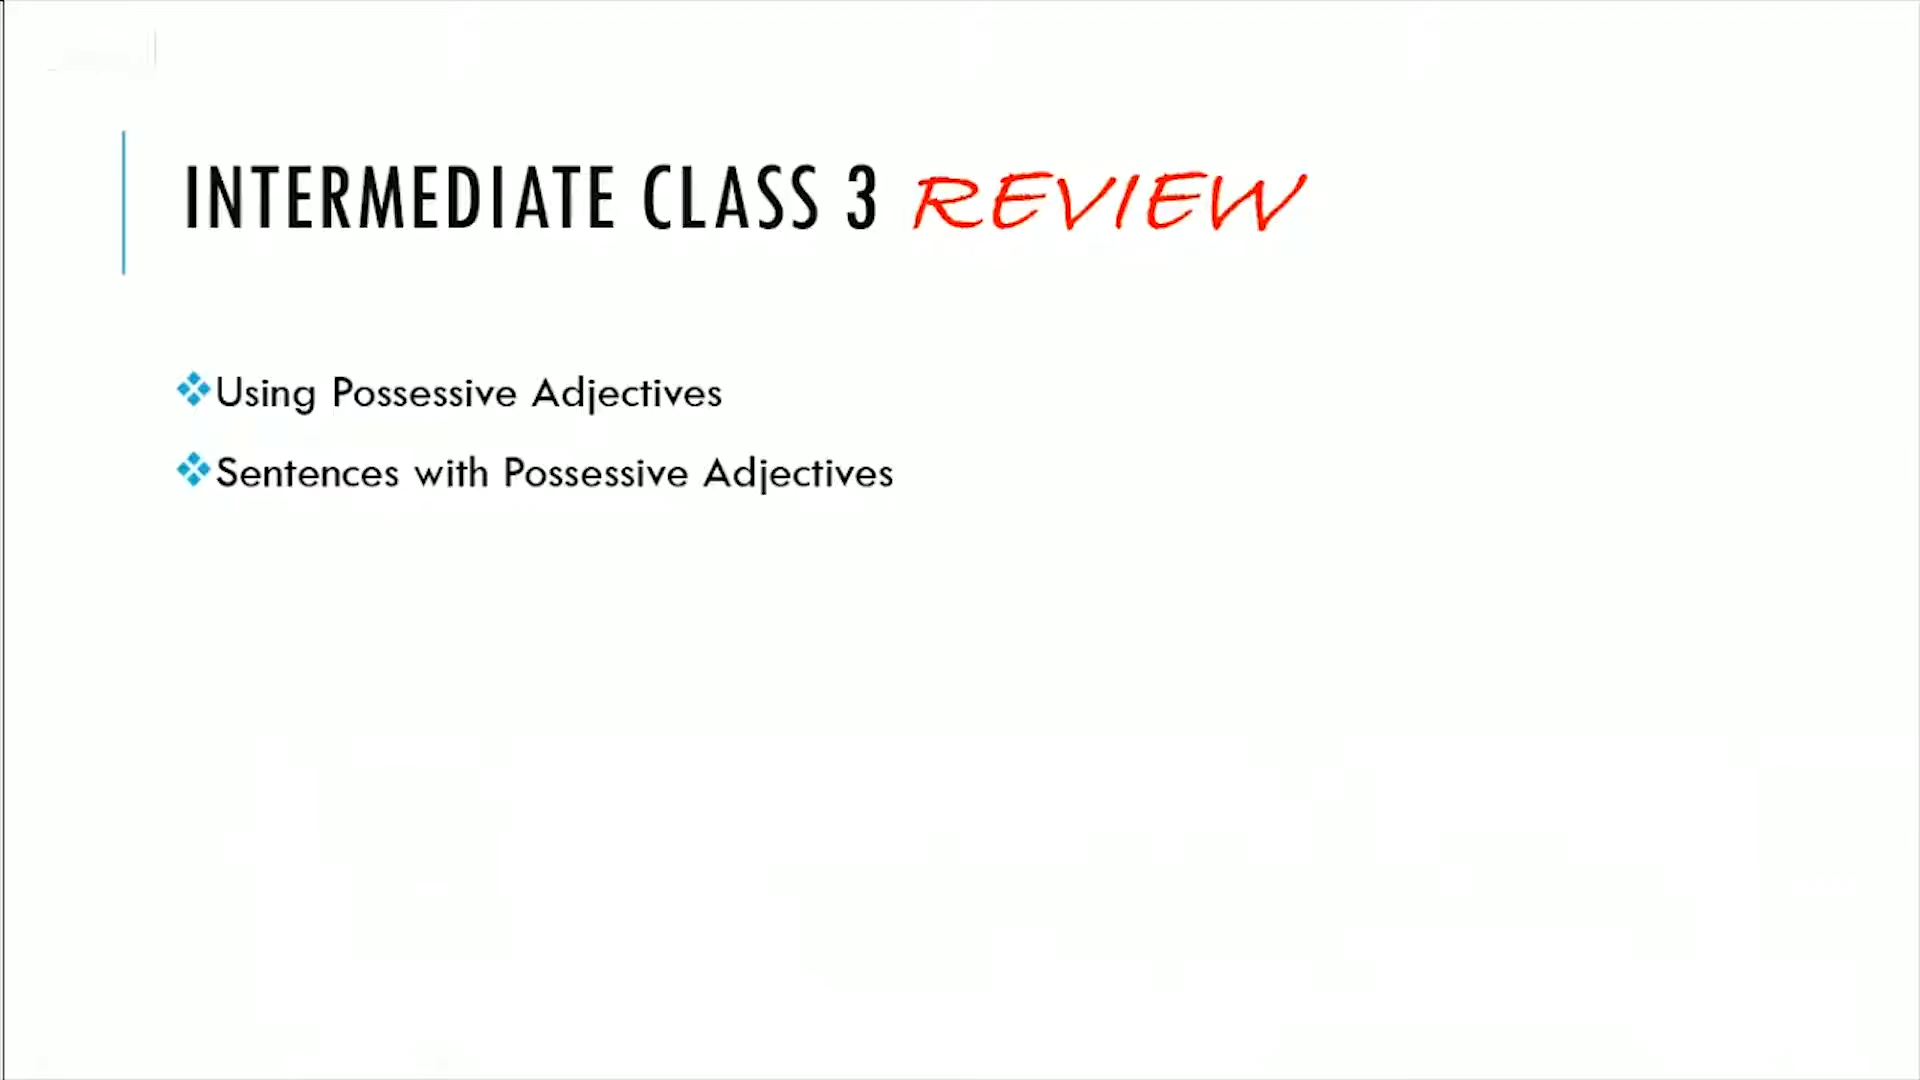 INTERMEDIATE CLASS 3 REVIEW
Using Possessive Adjectives
Sentences with Possessive Adjectives